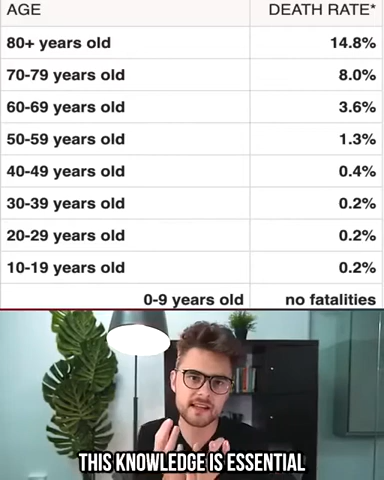 AGE DEATH RATE*
80+ years old 14.8%
70-79 years old 8.0%
60-69 years old 3.6%
50-59 years old 1.3%
40-49 years old 0.4%
30-39 years old 0.2%
20-29 years old 0.2%
10-19 years old 0.2%
0-9 years old no fatalities
THIS KNOWLEDGE IS ESSENTIAL